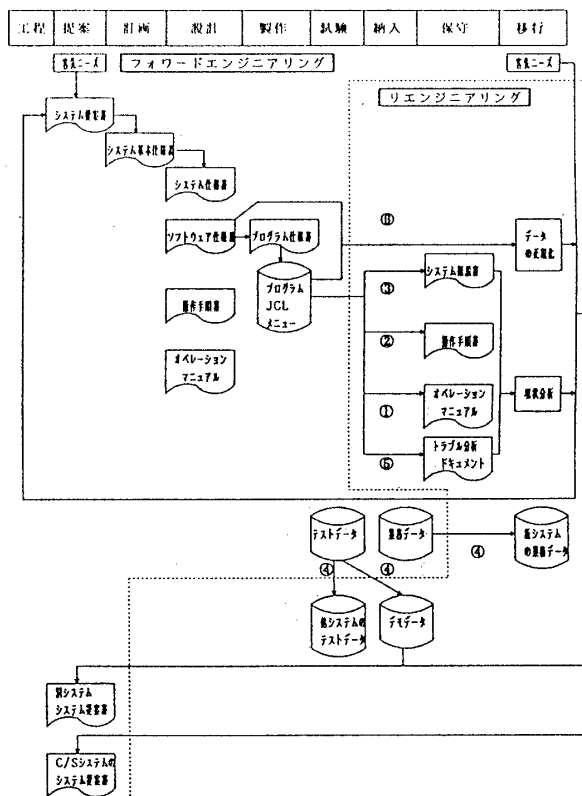 工程 提案 計画 設計 製作 試験 納入 保守 移行
客先ニーズ フォワードエンジニアリング 客先ニーズ
リエンジニアリング
システム提案書
システム基本仕様書
システム仕様書
ソフトウェア仕様書 プログラム仕様書
⑥
データ
の正規化
プログラム
JCL
メニュー
③
システム概説書
操作手順書
②
操作手順書
オペレーション
マニュアル
①
オペレーション
マニュアル
現状分析
⑤
トラブル分析
ドキュメント
テストデータ
業務データ
④
新システム
の業務データ
④
④
新システムの
テストデータ
デモデータ
別システム
システム提案書
C/Sシステムの
システム提案書